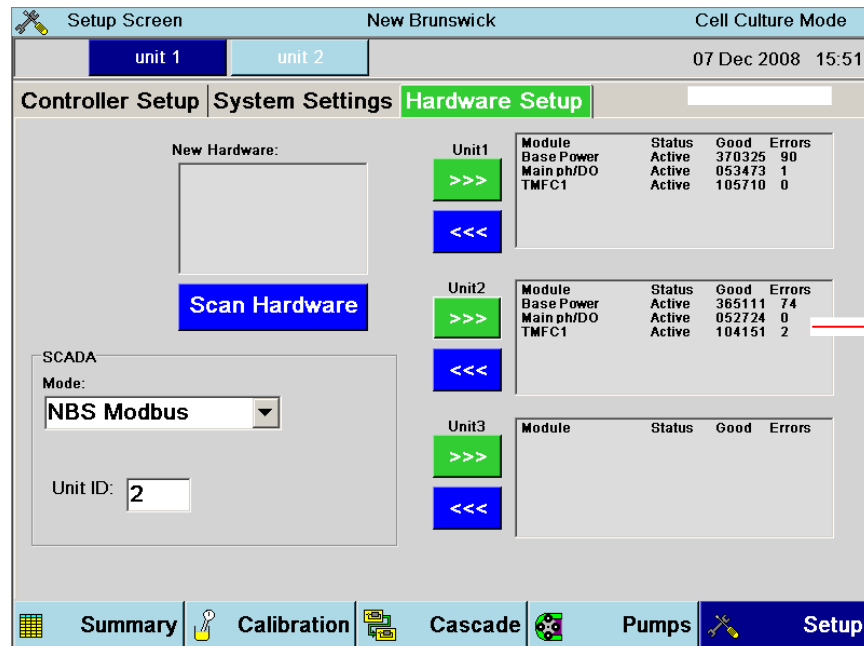 Setup Screen New Brunswick Cell Culture Mode
unit 1 unit 2 07 Dec 2008 15:51
Controller Setup System Settings Hardware Setup
New Hardware:
Scan Hardware
SCADA
Mode:
NBS Modbus
Unit ID: 2
Unit1
>>>
<<<
Module Status Good Errors
Base Power Active 370325 90
Main ph/DO Active 053473 1
TMFC1 Active 105710 0
Unit2
>>>
<<<
Module Status Good Errors
Base Power Active 365111 74
Main ph/DO Active 052724 0
TMFC1 Active 104151 2
Unit3
>>>
<<<
Module Status Good Errors
Summary Calibration Cascade Pumps Setup